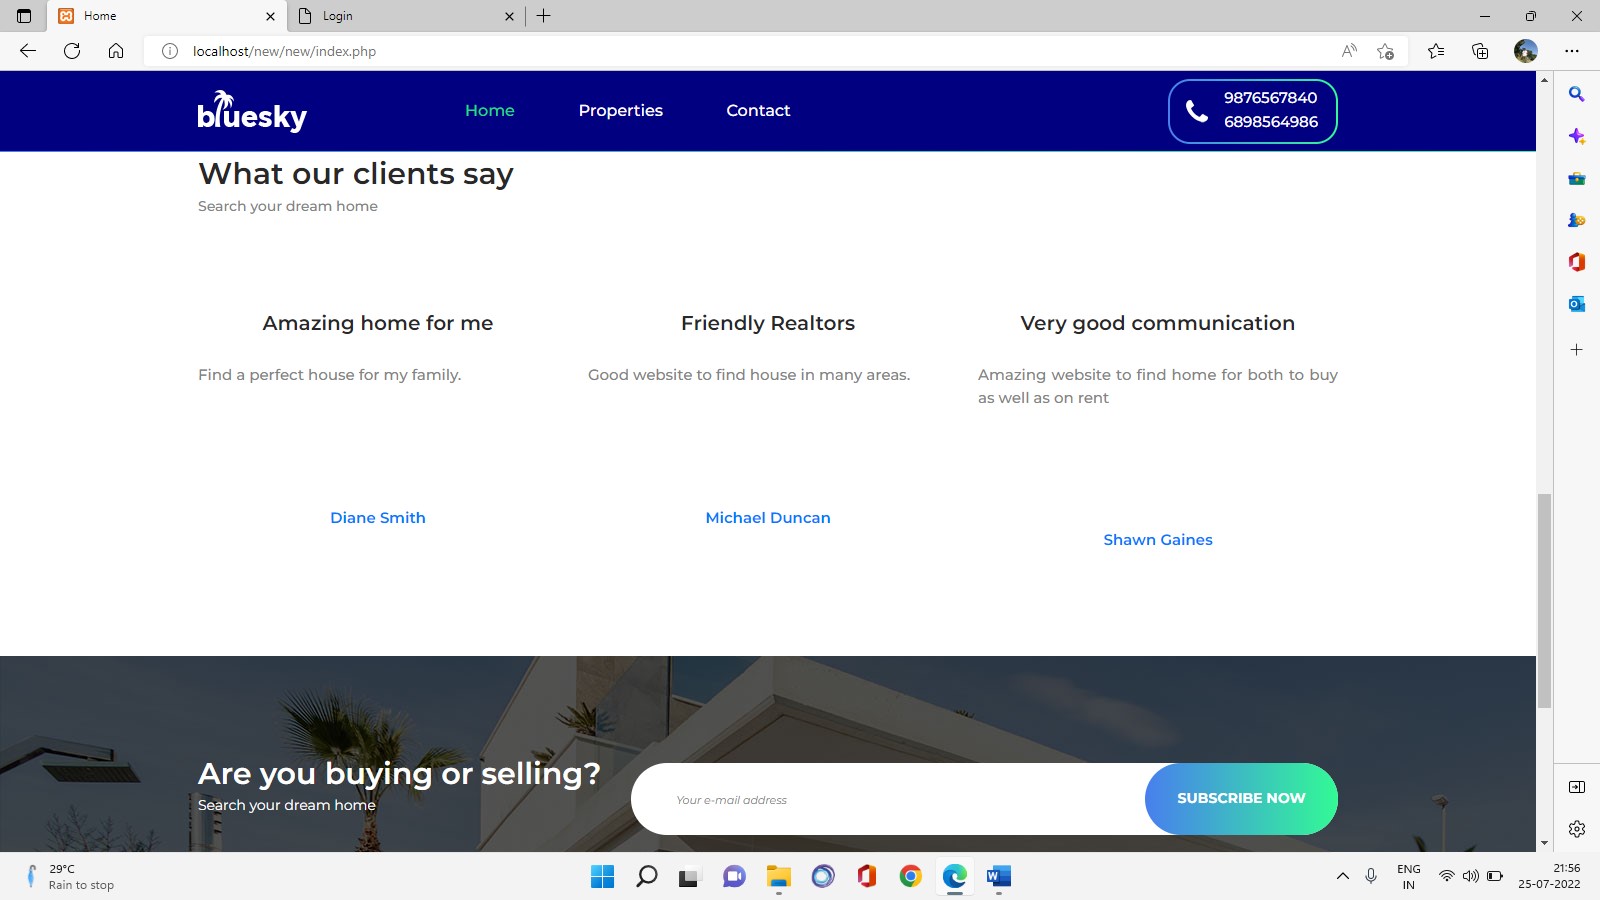 Home
Login
localhost/new/new/index.php
bluesky
Home
Properties
Contact
9876567840
6898564986
What our clients say
Search your dream home
Amazing home for me
Find a perfect house for my family.
Diane Smith
Friendly Realtors
Good website to find house in many areas.
Michael Duncan
Very good communication
Amazing website to find home for both to buy
as well as on rent
Shawn Gaines
Are you buying or selling?
Search your dream home
Your e-mail address
SUBSCRIBE NOW
29°C
Rain to stop
ENG
IN
21:56
25-07-2022